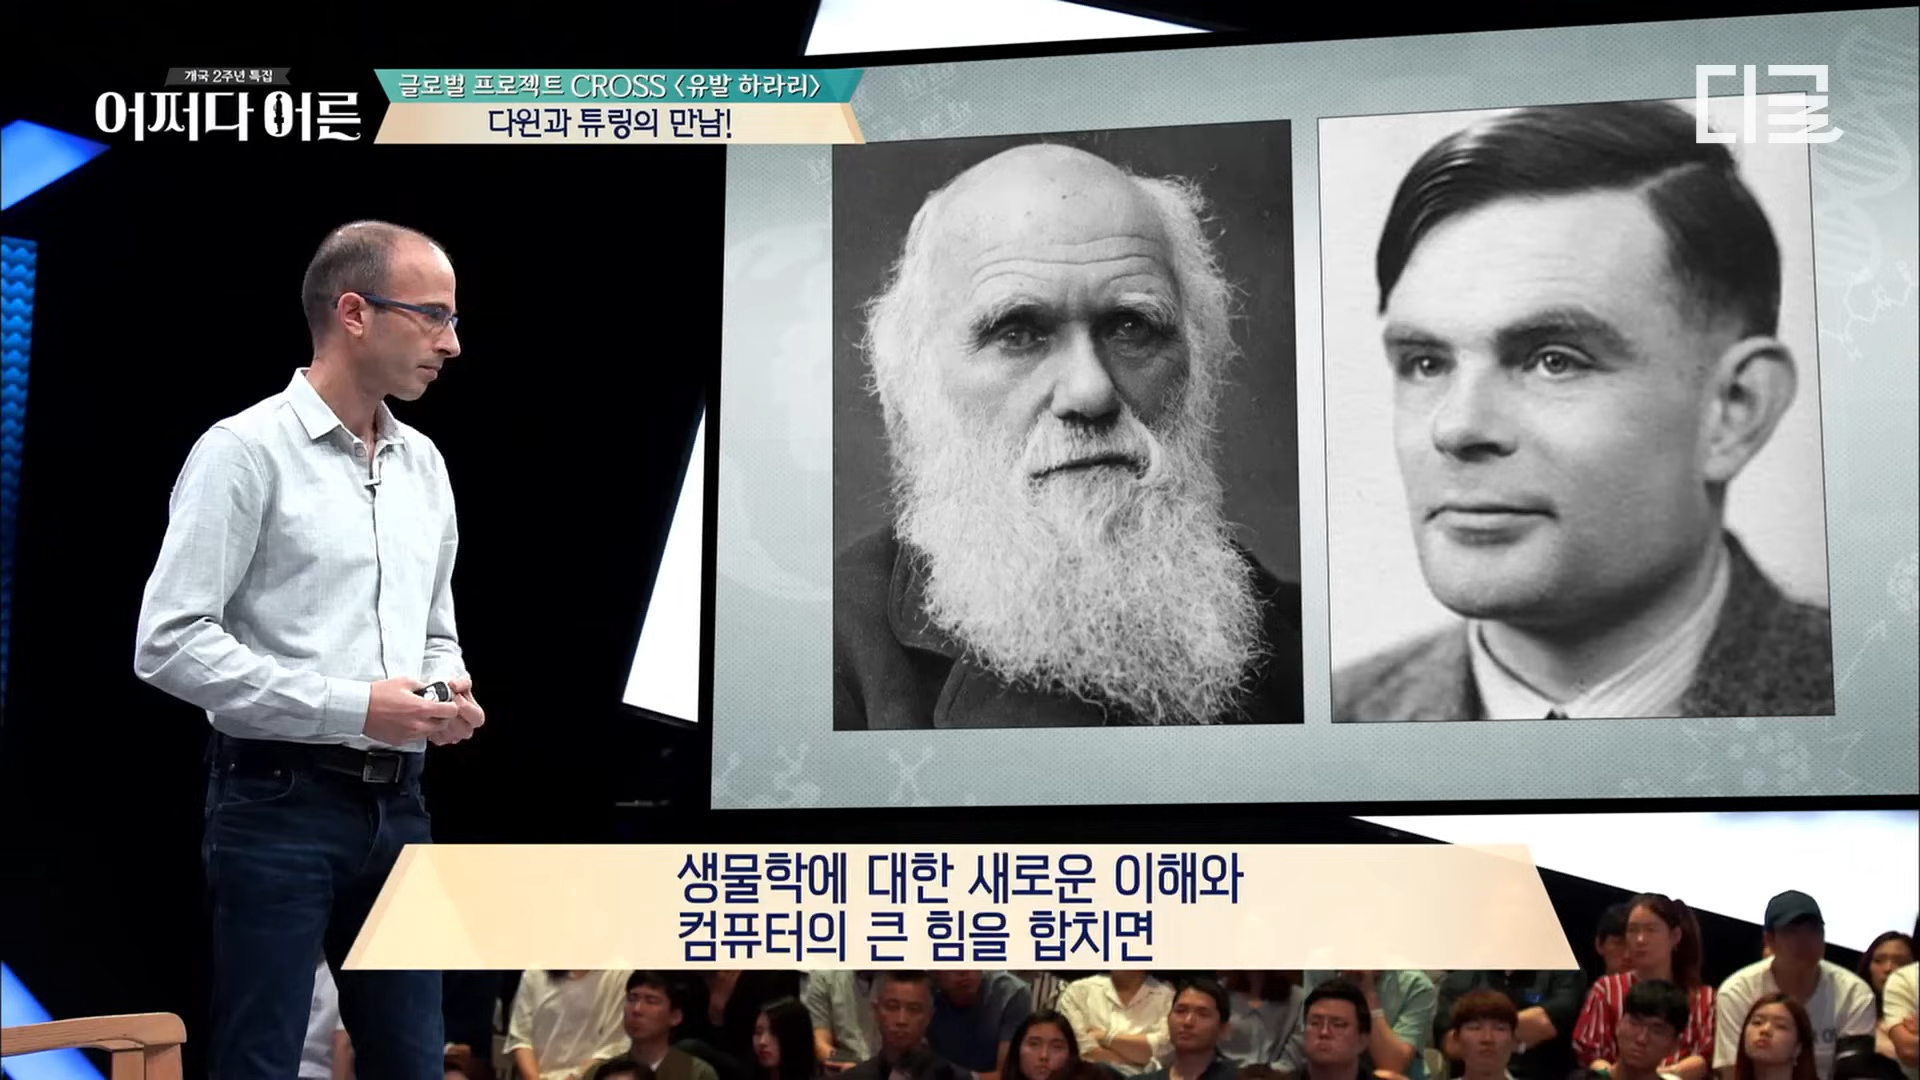 개국 2주년 특집
어쩌다 어른
글로벌 프로젝트 CROSS <유발 하라리>
다윈과 튜링의 만남!
디글
생물학에 대한 새로운 이해와
컴퓨터의 큰 힘을 합치면